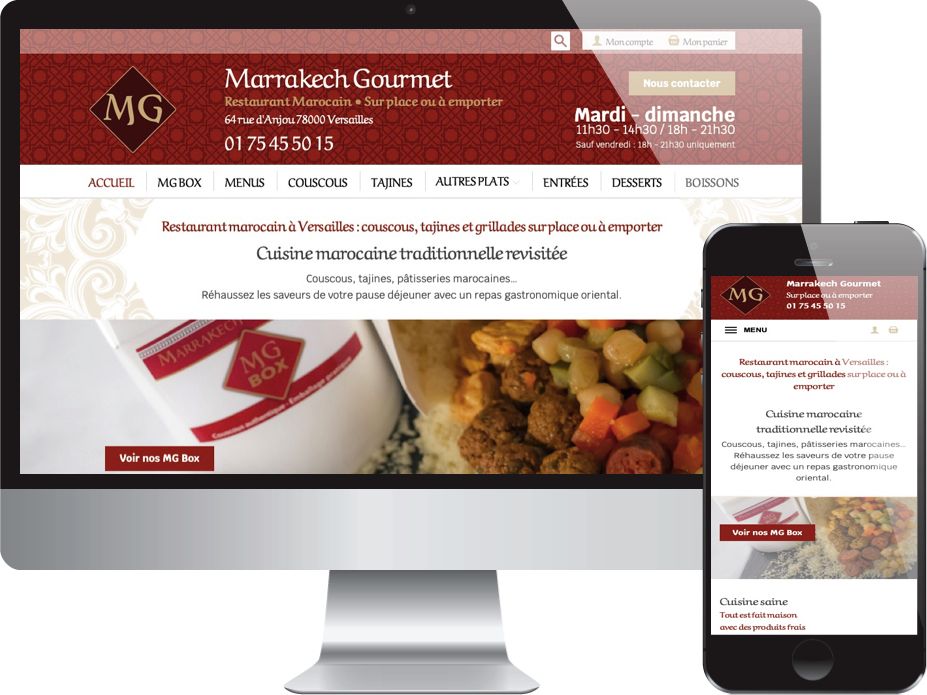 Mon compte Mon panier
MG
Marrakech Gourmet
Restaurant Marocain • Sur place ou à emporter
64 rue d'Anjou 78000 Versailles
01 75 45 50 15
Nous contacter
Mardi - dimanche
11h30 - 14h30 / 18h - 21h30
Sauf vendredi : 18h - 21h30 uniquement
ACCUEIL MG BOX MENUS COUSCOUS TAJINES AUTRES PLATS ENTRÉES DESSERTS BOISSONS
Restaurant marocain à Versailles : couscous, tajines et grillades sur place ou à emporter
Cuisine marocaine traditionnelle revisitée
Couscous, tajines, pâtisseries marocaines...
Réhaussez les saveurs de votre pause déjeuner avec un repas gastronomique oriental.
MARRAKECH
MG
BOX
Couscous authentique - Emballage pratique
Voir nos MG Box
MG
Marrakech Gourmet
Sur place ou à emporter
01 75 45 50 15
MENU
Restaurant marocain à Versailles :
couscous, tajines et grillades sur place ou à
emporter
Cuisine marocaine
traditionnelle revisitée
Couscous, tajines, pâtisseries marocaines...
Réhaussez les saveurs de votre pause
déjeuner avec un repas gastronomique
oriental.
Voir nos MG Box
Cuisine saine
Tout est fait maison
avec des produits frais